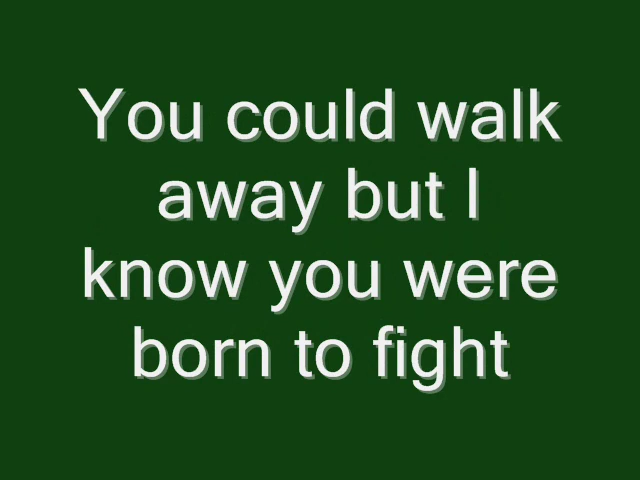 You could walk
away but I
know you were
born to fight